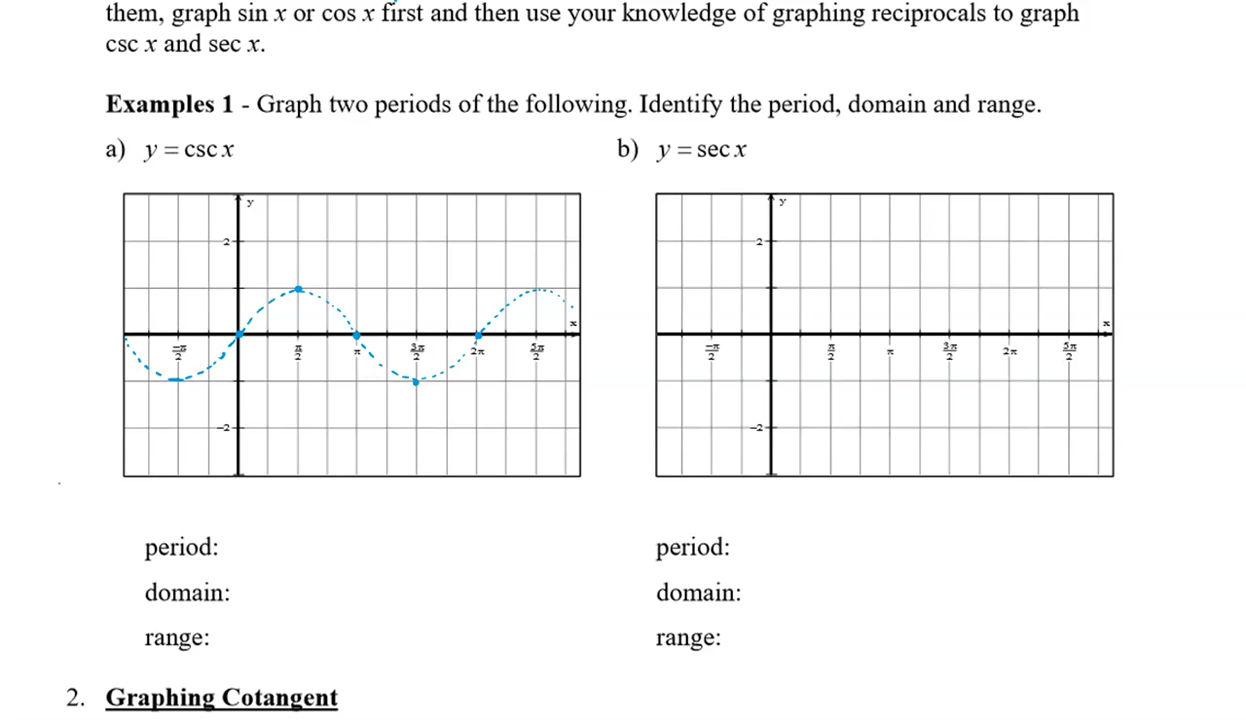 them, graph sin x or cos x first and then use your knowledge of graphing reciprocals to graph
csc x and sec x.
Examples 1 - Graph two periods of the following. Identify the period, domain and range.
a) y = csc x
b) y = sec x
y
2
x
-π/2 π/2 π 3π/2 2π 5π/2
-2
y
2
x
-π/2 π/2 π 3π/2 2π 5π/2
-2
period:
domain:
range:
period:
domain:
range:
2. Graphing Cotangent